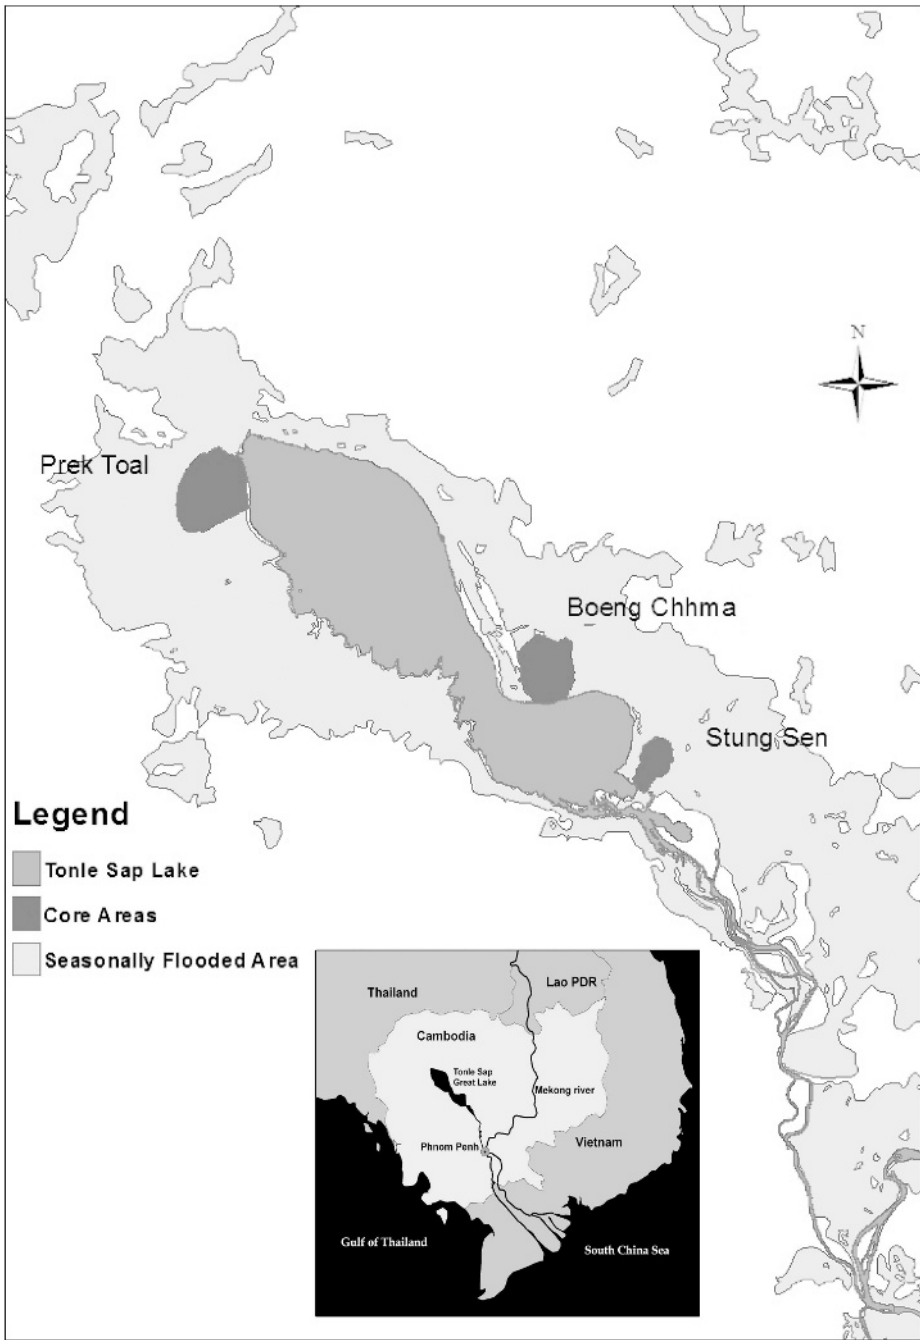 N
Prek Toal
Boeng Chhma
Stung Sen
Legend
Tonle Sap Lake
Core Areas
Seasonally Flooded Area
Lao PDR
Thailand
Cambodia
Tonle Sap
Great Lake
Mekong river
Vietnam
Phnom Penh
Gulf of Thailand
South China Sea